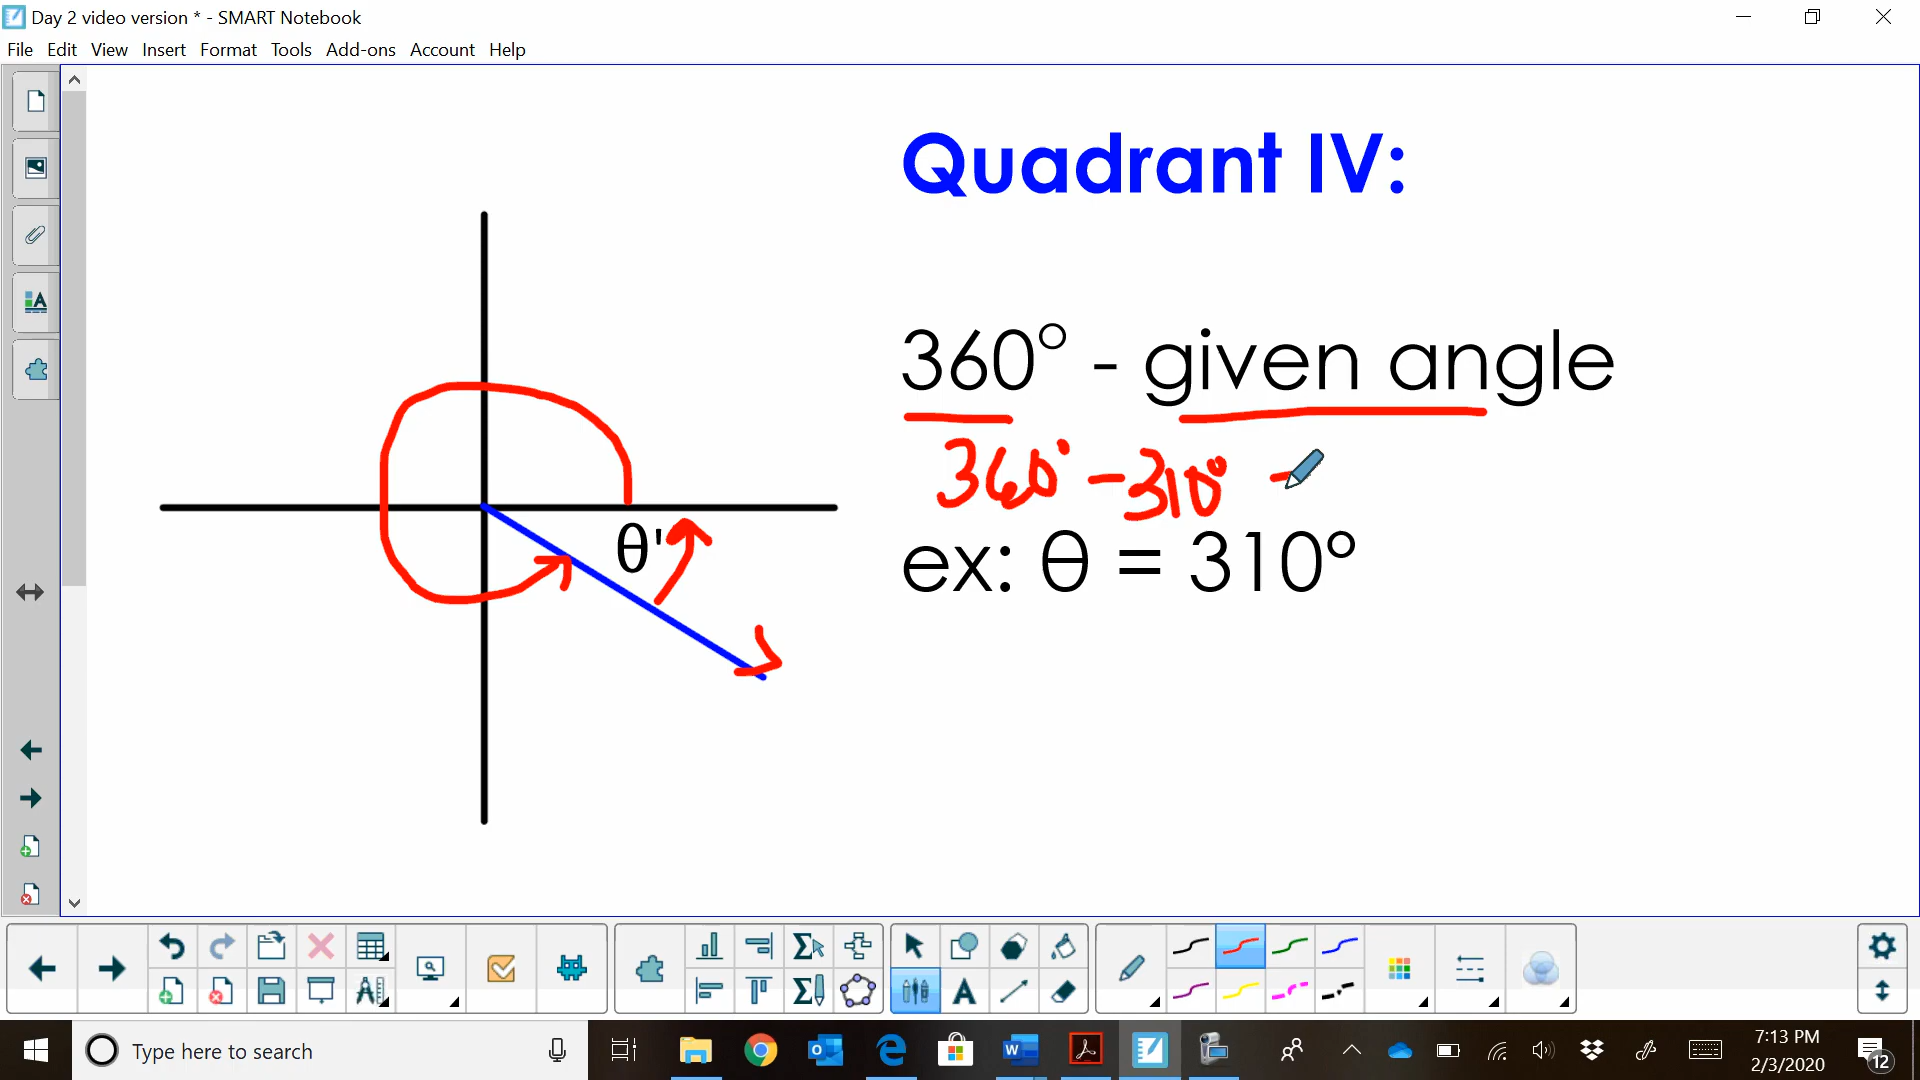 Day 2 video version * - SMART Notebook
File Edit View Insert Format Tools Add-ons Account Help
Quadrant IV:
360° - given angle
360° - 310°
θ'
ex: θ = 310°
Type here to search
7:13 PM
2/3/2020
12